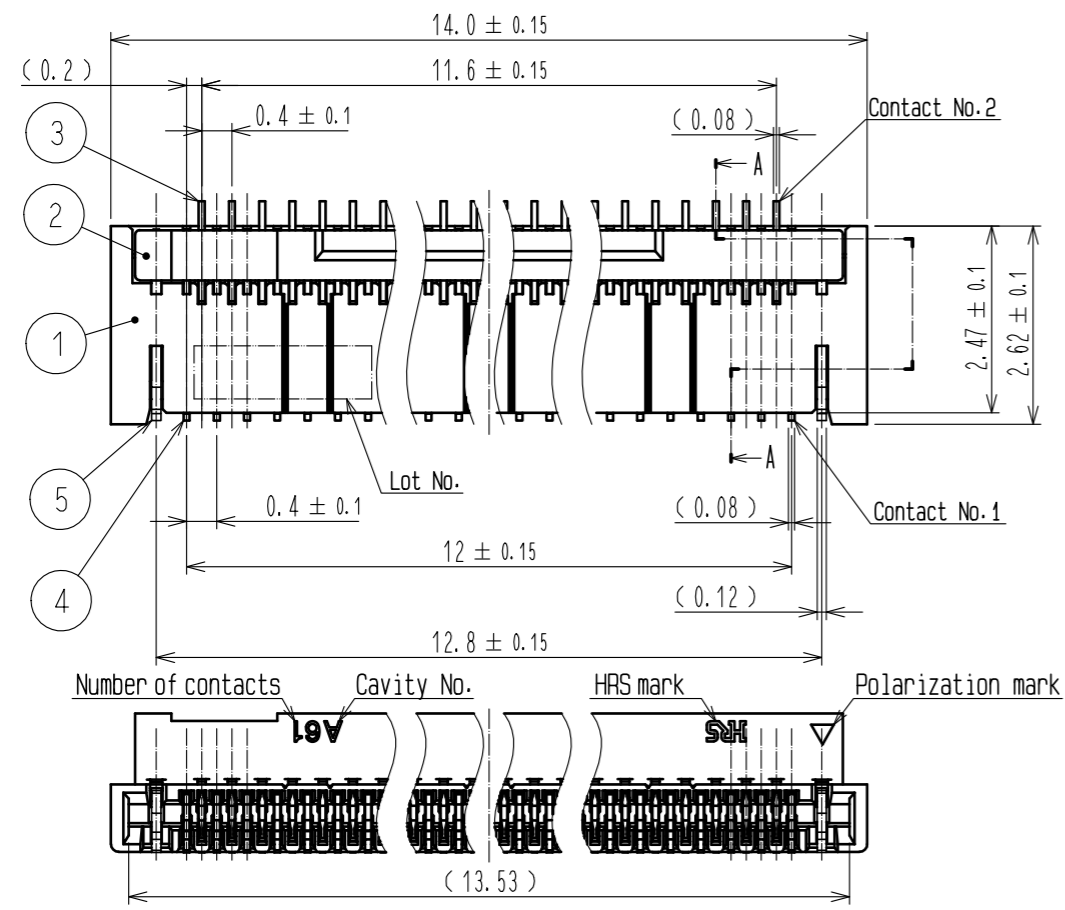 14.0 ± 0.15
(0.2)
11.6 ± 0.15
0.4 ± 0.1
(0.08)
Contact No.2
3
A
2
1
2.47 ± 0.1
2.62 ± 0.1
5
Lot No.
A
0.4 ± 0.1
(0.08)
Contact No.1
4
12 ± 0.15
(0.12)
12.8 ± 0.15
Number of contacts
Cavity No.
HRS mark
Polarization mark
61
A
HRS
(13.53)